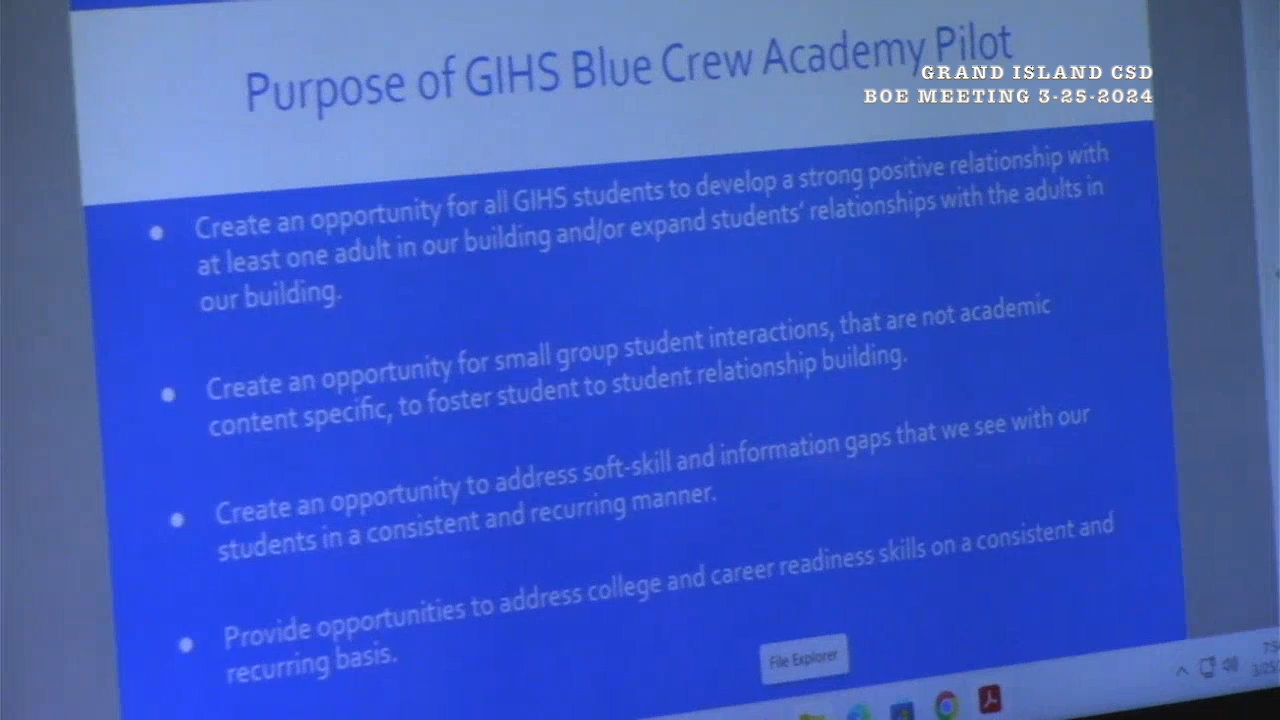 Purpose of GIHS Blue Crew Academy Pilot
GRAND ISLAND CSD
BOE MEETING 3-25-2024
• Create an opportunity for all GIHS students to develop a strong positive relationship with
at least one adult in our building and/or expand students' relationships with the adults in
our building.
• Create an opportunity for small group student interactions, that are not academic
content specific, to foster student to student relationship building.
• Create an opportunity to address soft-skill and information gaps that we see with our
students in a consistent and recurring manner.
• Provide opportunities to address college and career readiness skills on a consistent and
recurring basis.
File Explorer